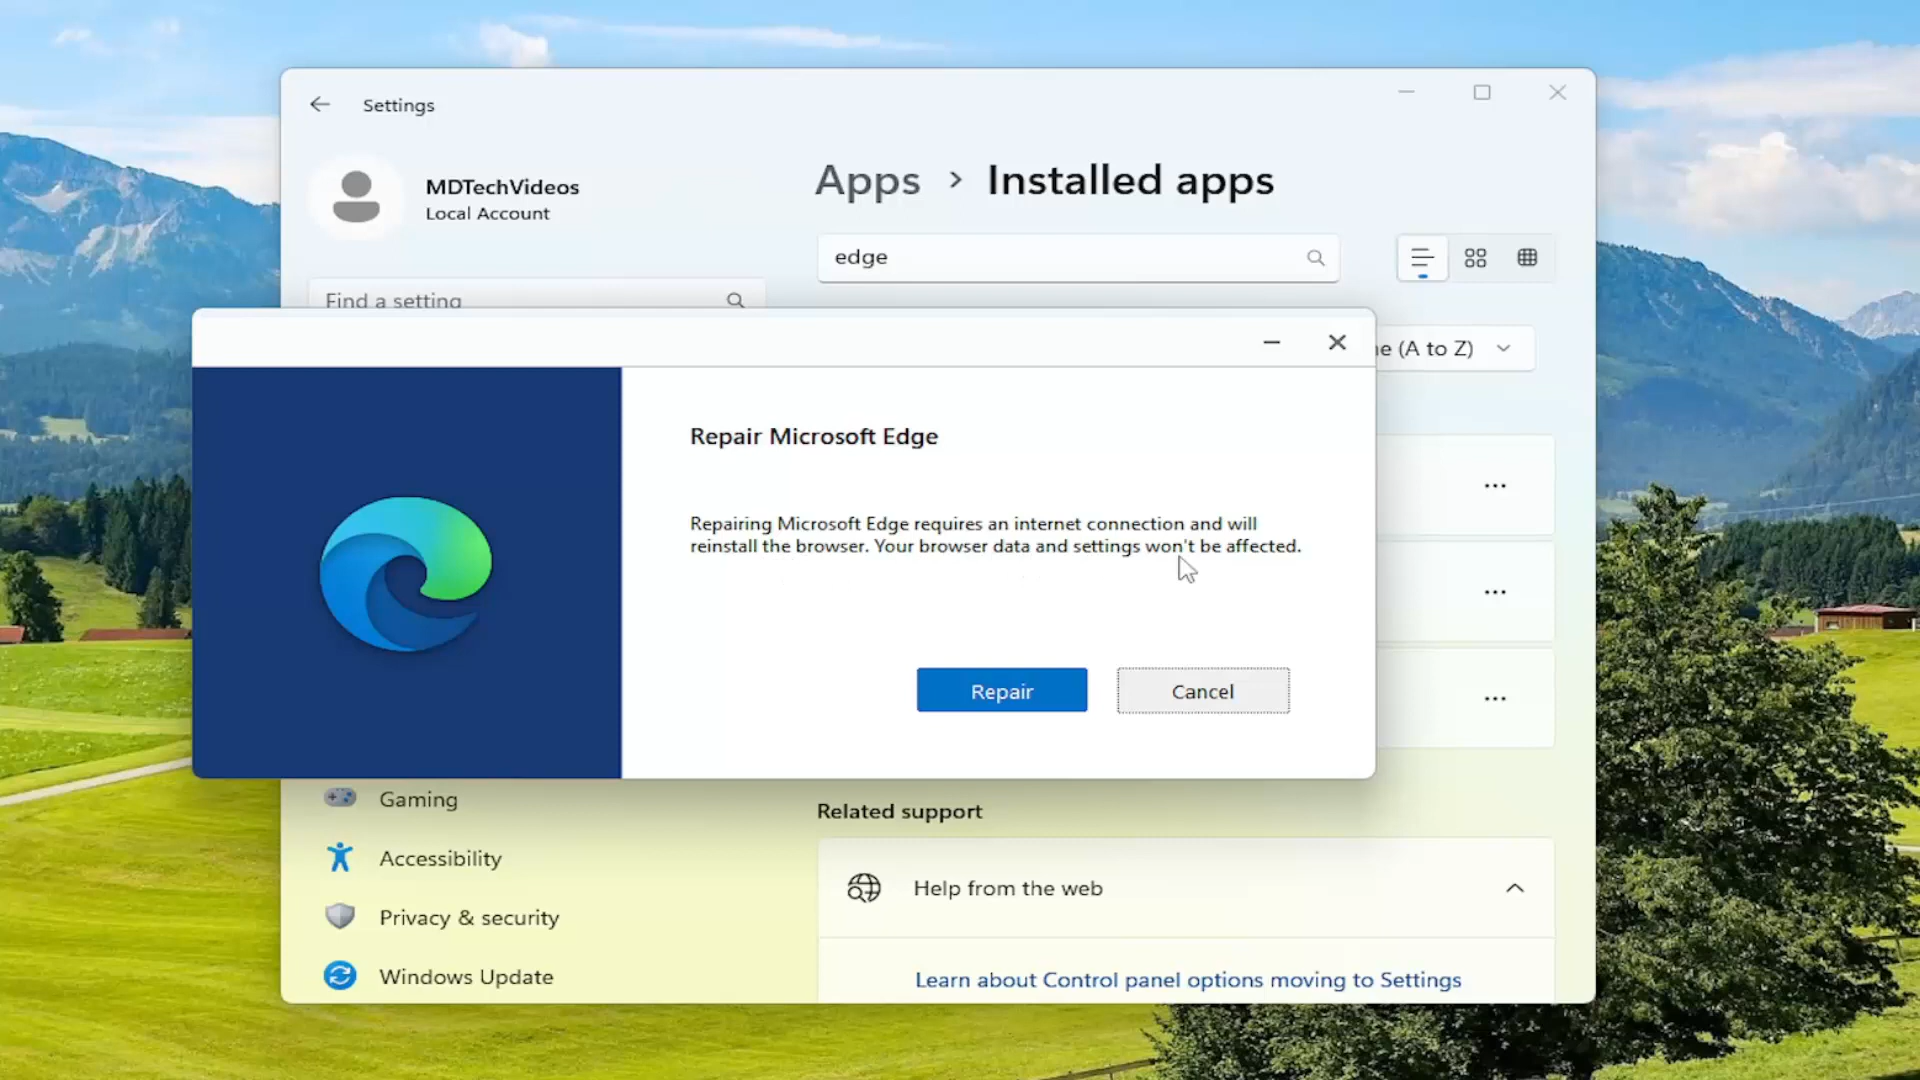 Settings
MDTechVideos
Local Account
Find a setting
Apps > Installed apps
edge
(A to Z)
Repair Microsoft Edge
Repairing Microsoft Edge requires an internet connection and will
reinstall the browser. Your browser data and settings won't be affected.
Repair
Cancel
Gaming
Accessibility
Privacy & security
Windows Update
Related support
Help from the web
Learn about Control panel options moving to Settings